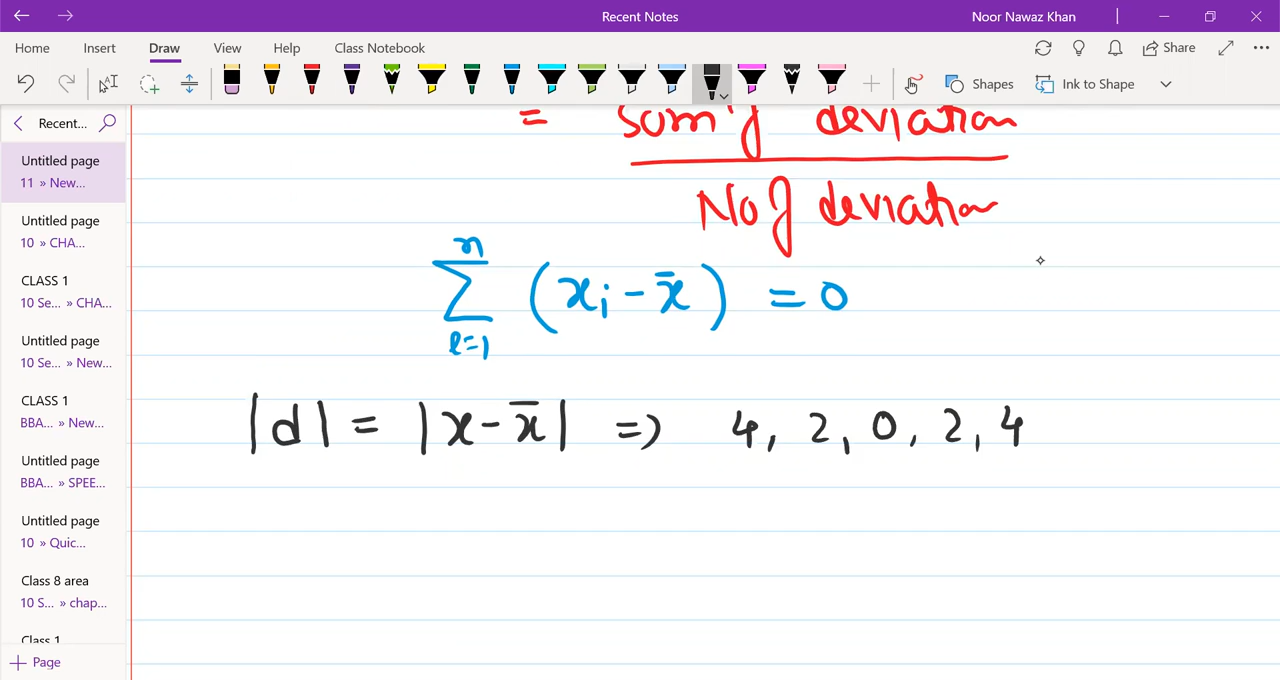 Recent Notes
Noor Nawaz Khan
Home Insert Draw View Help Class Notebook
Share
Shapes
Ink to Shape
Recent...
Untitled page
11 » New...
Untitled page
10 » CHA...
CLASS 1
10 Se... » CHA...
Untitled page
10 Se... » New...
CLASS 1
BBA... » New...
Untitled page
BBA... » SPEE...
Untitled page
10 » Quic...
Class 8 area
10 S... » chap...
Class 1
Page
= Sum of deviation
No of deviation
n
∑ (xi - x̄) = 0
i=1
|d| = |x - x̄| => 4, 2, 0, 2, 4